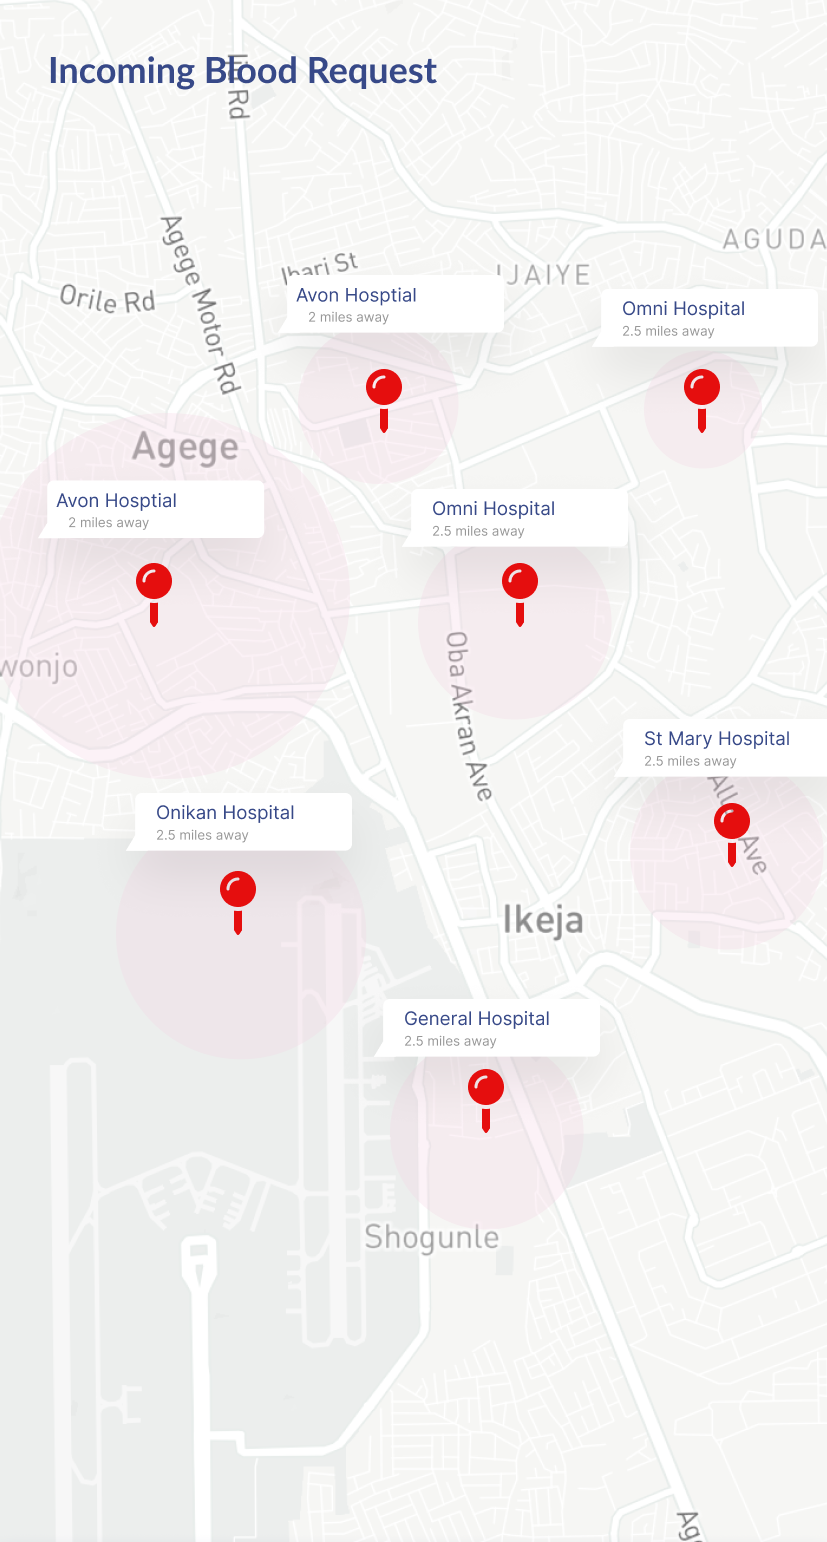 Incoming Blood Request
Rd
Agege Motor Rd
Orile Rd
Ibari St
IJAIYE
AGUDA
Avon Hosptial
2 miles away
Omni Hospital
2.5 miles away
Agege
Avon Hosptial
2 miles away
Omni Hospital
2.5 miles away
wonjo
Oba Akran Ave
St Mary Hospital
2.5 miles away
Ave
Onikan Hospital
2.5 miles away
Ikeja
General Hospital
2.5 miles away
Shogunle